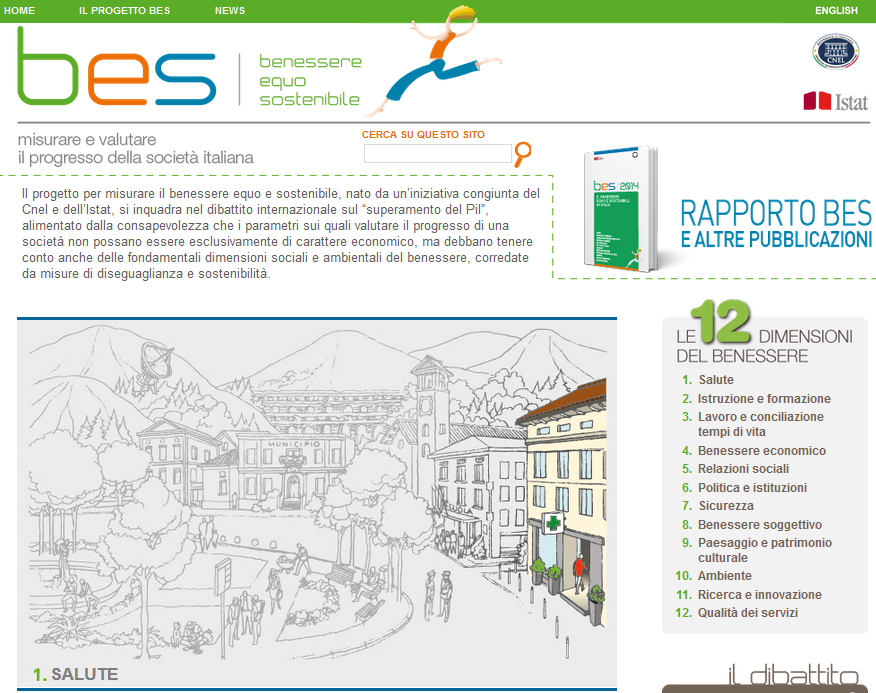 HOME IL PROGETTO BES NEWS ENGLISH
bes
benessere
equo
sostenibile
CNEL
Istat
misurare e valutare
il progresso della società italiana
CERCA SU QUESTO SITO
Il progetto per misurare il benessere equo e sostenibile, nato da un'iniziativa congiunta del
Cnel e dell'Istat, si inquadra nel dibattito internazionale sul “superamento del Pil”,
alimentato dalla consapevolezza che i parametri sui quali valutare il progresso di una
società non possano essere esclusivamente di carattere economico, ma debbano tenere
conto anche delle fondamentali dimensioni sociali e ambientali del benessere, corredate
da misure di diseguaglianza e sostenibilità.
bes 2014
RAPPORTO BES
E ALTRE PUBBLICAZIONI
MUNICIPIO
1. SALUTE
LE 12 DIMENSIONI
DEL BENESSERE
1. Salute
2. Istruzione e formazione
3. Lavoro e conciliazione
tempi di vita
4. Benessere economico
5. Relazioni sociali
6. Politica e istituzioni
7. Sicurezza
8. Benessere soggettivo
9. Paesaggio e patrimonio
culturale
10. Ambiente
11. Ricerca e innovazione
12. Qualità dei servizi
il dibattito